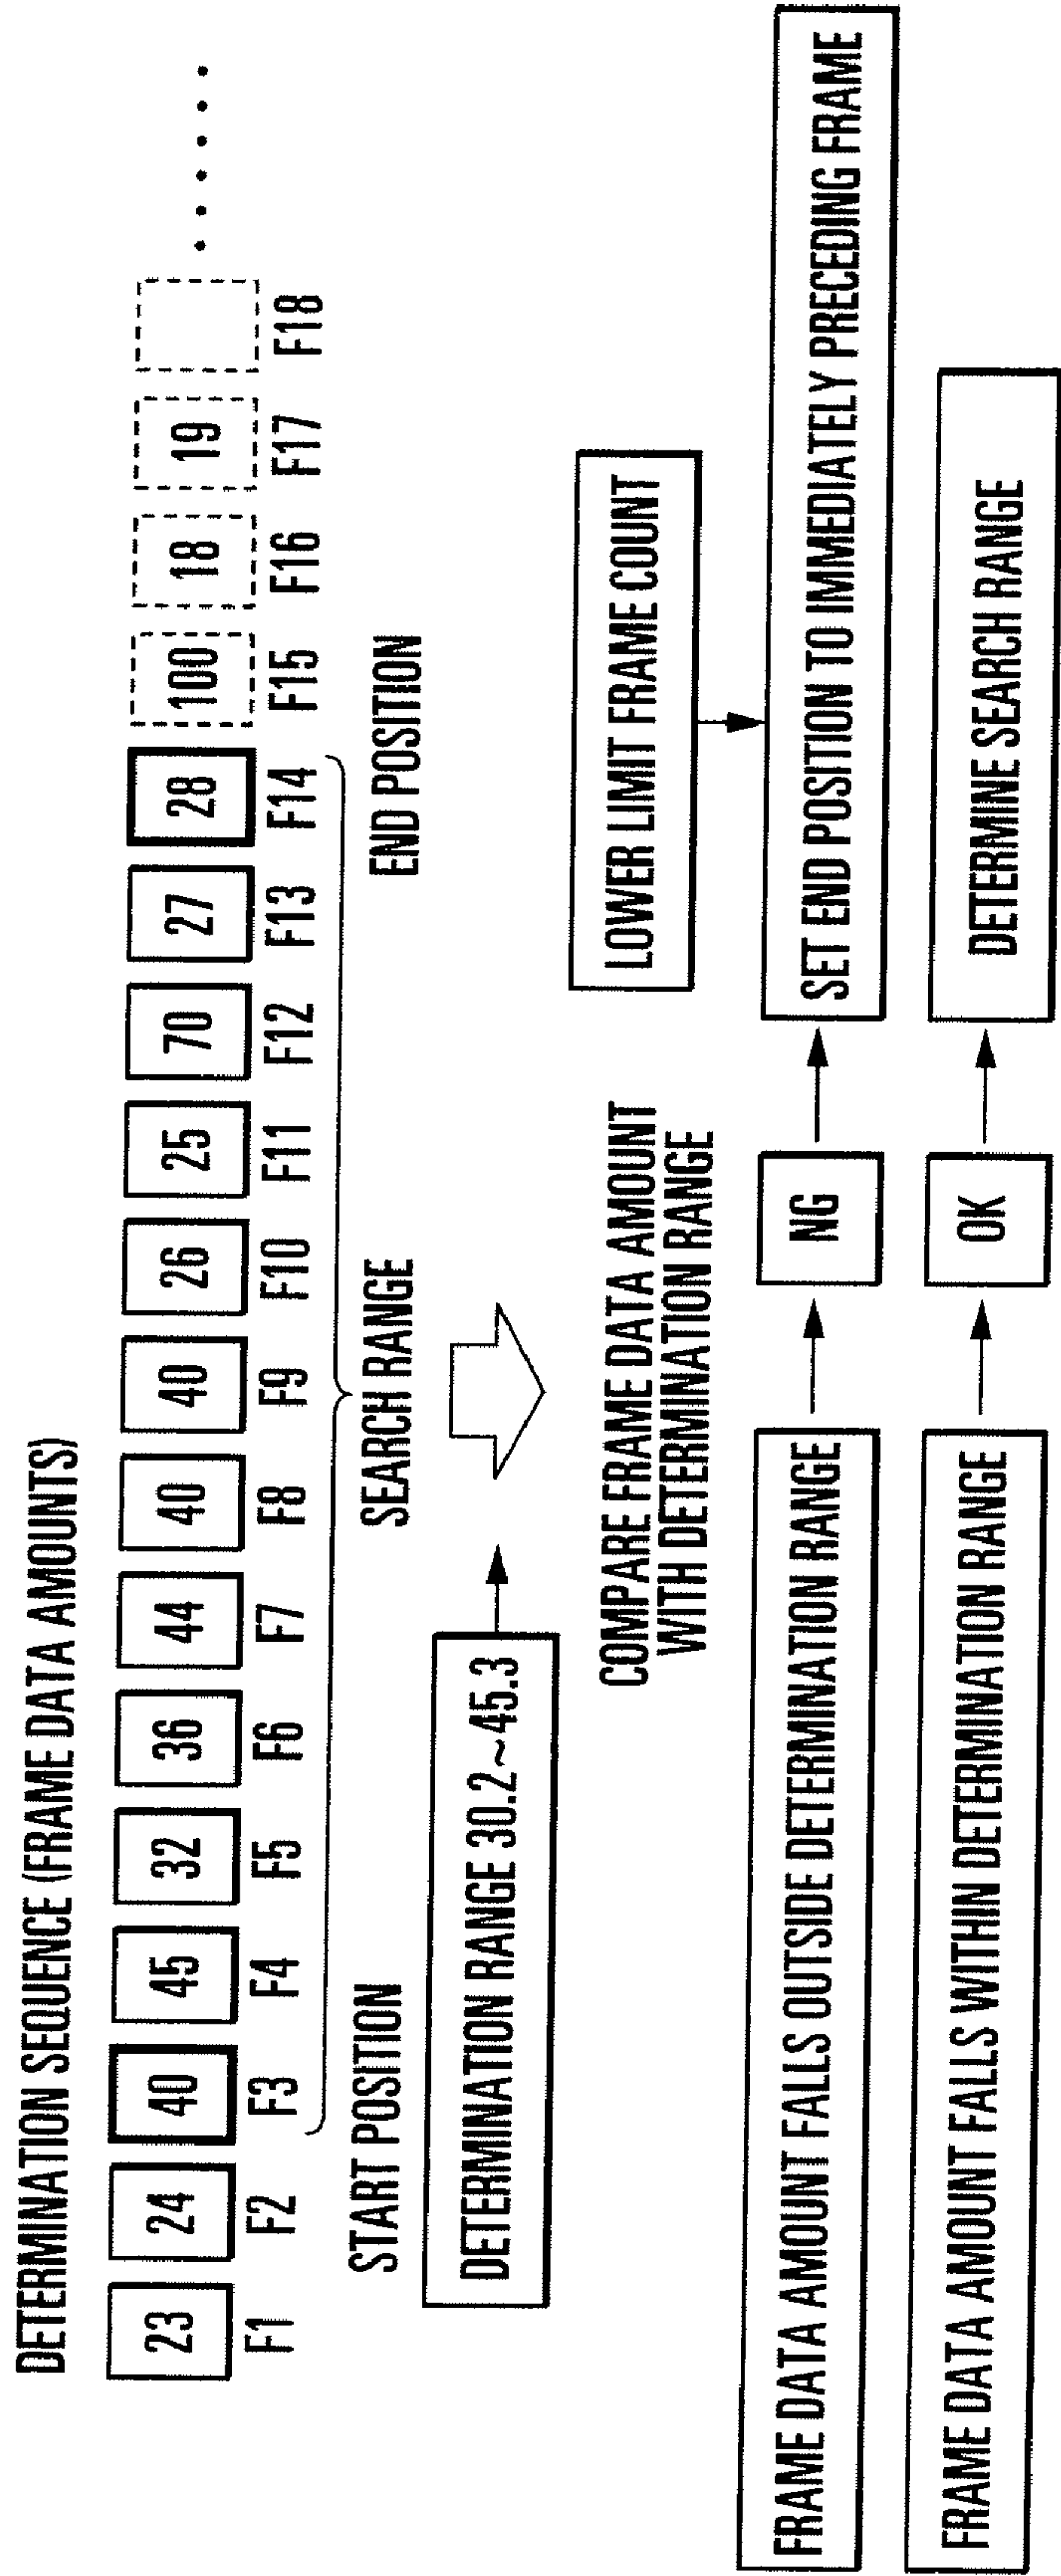 DETERMINATION SEQUENCE (FRAME DATA AMOUNTS)
23 24 40 45 32 36 44 40 40 26 25 70 27 28 100 18 19
F1 F2 F3 F4 F5 F6 F7 F8 F9 F10 F11 F12 F13 F14 F15 F16 F17 F18
START POSITION SEARCH RANGE END POSITION
DETERMINATION RANGE 30.2~45.3
COMPARE FRAME DATA AMOUNT
WITH DETERMINATION RANGE
LOWER LIMIT FRAME COUNT
FRAME DATA AMOUNT FALLS OUTSIDE DETERMINATION RANGE NG SET END POSITION TO IMMEDIATELY PRECEDING FRAME
FRAME DATA AMOUNT FALLS WITHIN DETERMINATION RANGE OK DETERMINE SEARCH RANGE